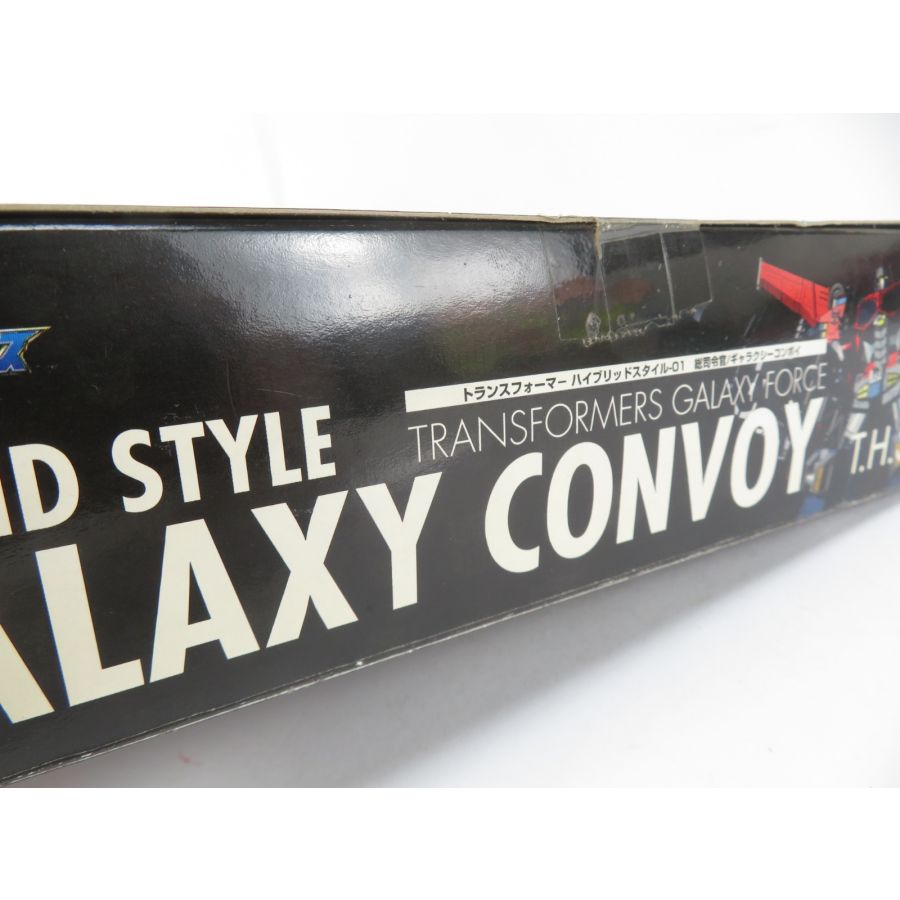 ス
ID STYLE
トランスフォーマー ハイブリッドスタイル-01 総司令官/ギャラクシーコンボイ
TRANSFORMERS GALAXY FORCE
ALAXY CONVOY T.H.